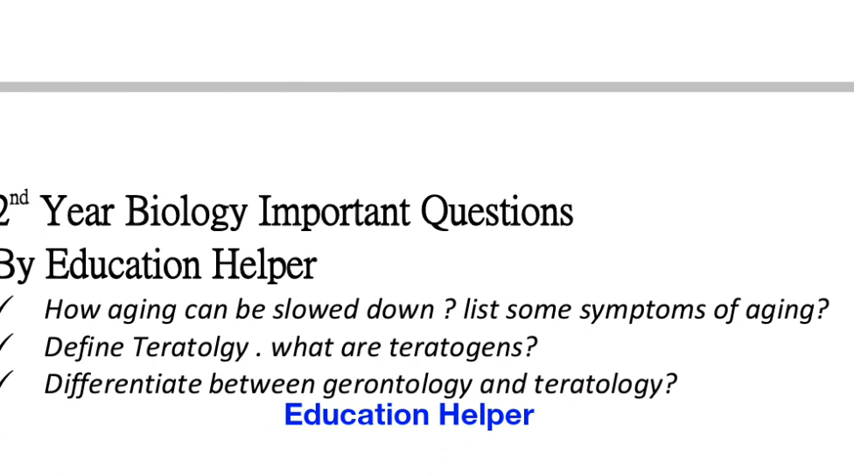 2nd Year Biology Important Questions
By Education Helper
✓ How aging can be slowed down ? list some symptoms of aging?
✓ Define Teratolgy . what are teratogens?
✓ Differentiate between gerontology and teratology?
Education Helper